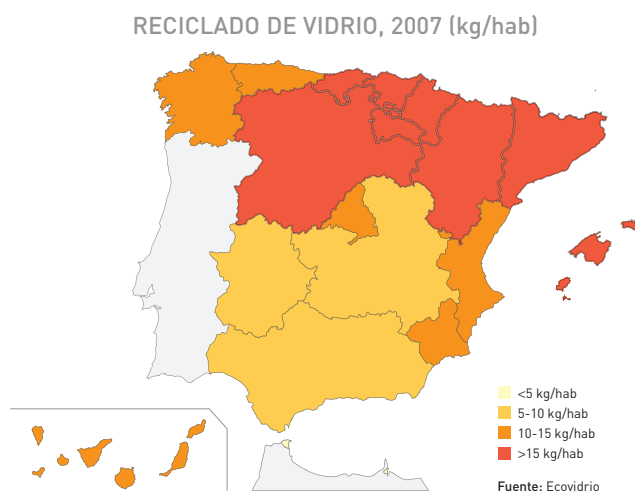 RECICLADO DE VIDRIO, 2007 (kg/hab)
<5 kg/hab
5-10 kg/hab
10-15 kg/hab
>15 kg/hab
Fuente: Ecovidrio